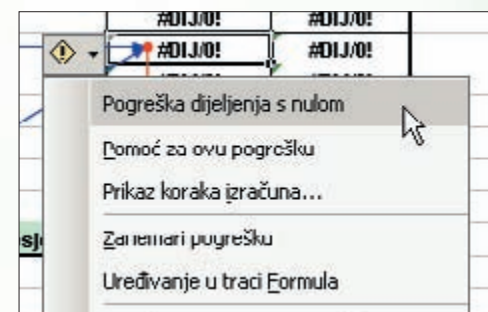 #DIJ/0! #DIJ/0!
#DIJ/0! #DIJ/0!
Pogreška dijeljenja s nulom
Pomoć za ovu pogrešku
Prikaz koraka izračuna...
Zanemari pogrešku
Uređivanje u traci Formula